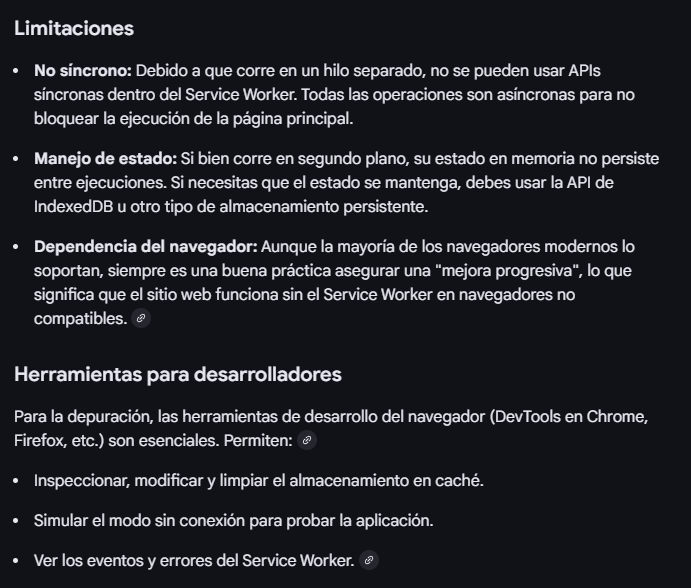 Limitaciones
• No síncrono: Debido a que corre en un hilo separado, no se pueden usar APIs
síncronas dentro del Service Worker. Todas las operaciones son asíncronas para no
bloquear la ejecución de la página principal.
• Manejo de estado: Si bien corre en segundo plano, su estado en memoria no persiste
entre ejecuciones. Si necesitas que el estado se mantenga, debes usar la API de
IndexedDB u otro tipo de almacenamiento persistente.
• Dependencia del navegador: Aunque la mayoría de los navegadores modernos lo
soportan, siempre es una buena práctica asegurar una "mejora progresiva", lo que
significa que el sitio web funciona sin el Service Worker en navegadores no
compatibles.
Herramientas para desarrolladores
Para la depuración, las herramientas de desarrollo del navegador (DevTools en Chrome,
Firefox, etc.) son esenciales. Permiten:
• Inspeccionar, modificar y limpiar el almacenamiento en caché.
• Simular el modo sin conexión para probar la aplicación.
• Ver los eventos y errores del Service Worker.